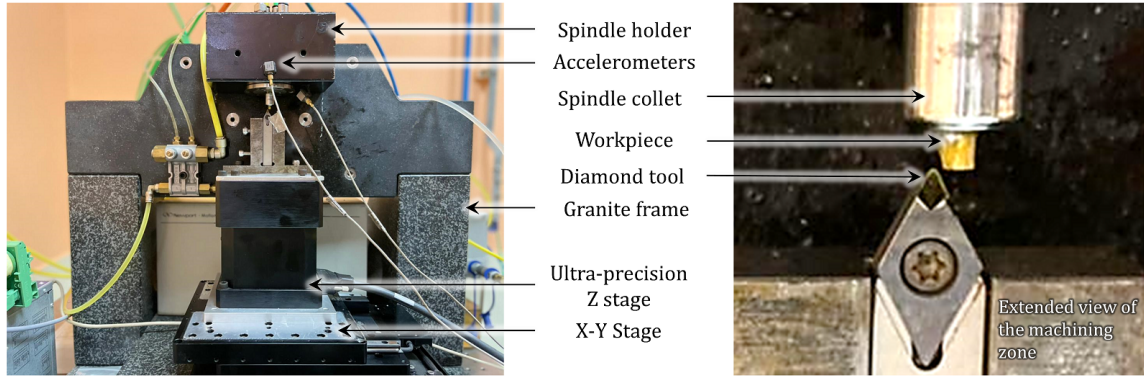 Spindle holder
Accelerometers
Spindle collet
Workpiece
Diamond tool
Granite frame
Ultra-precision
Z stage
X-Y Stage
Extended view of
the machining
zone